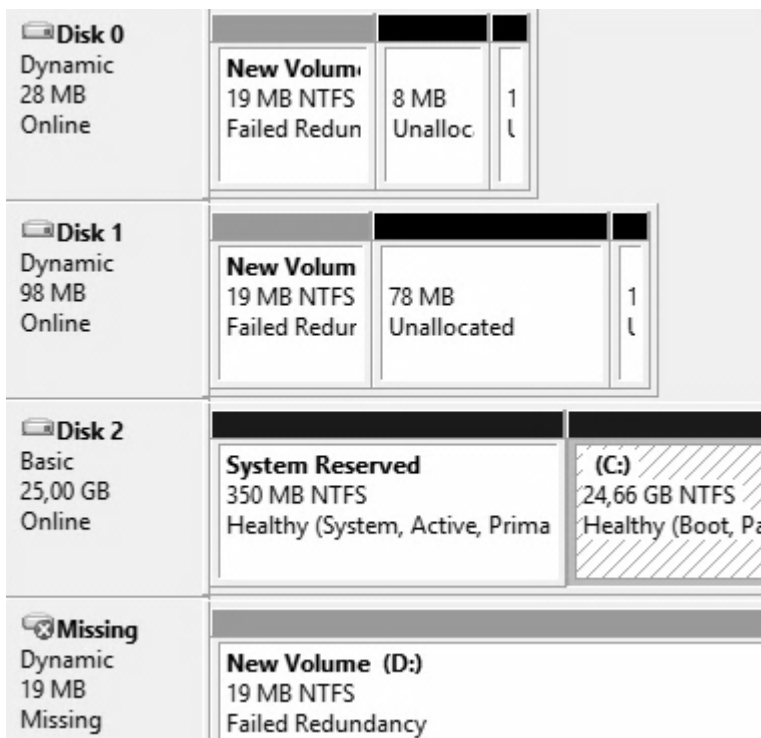 Disk 0
Dynamic
28 MB
Online
New Volum
19 MB NTFS
Failed Redun
8 MB
Unalloc
1
Disk 1
Dynamic
98 MB
Online
New Volum
19 MB NTFS
Failed Redur
78 MB
Unallocated
1
Disk 2
Basic
25,00 GB
Online
System Reserved
350 MB NTFS
Healthy (System, Active, Prima
(C:)
24,66 GB NTFS
Healthy (Boot, Pa
Missing
Dynamic
19 MB
Missing
New Volume (D:)
19 MB NTFS
Failed Redundancy